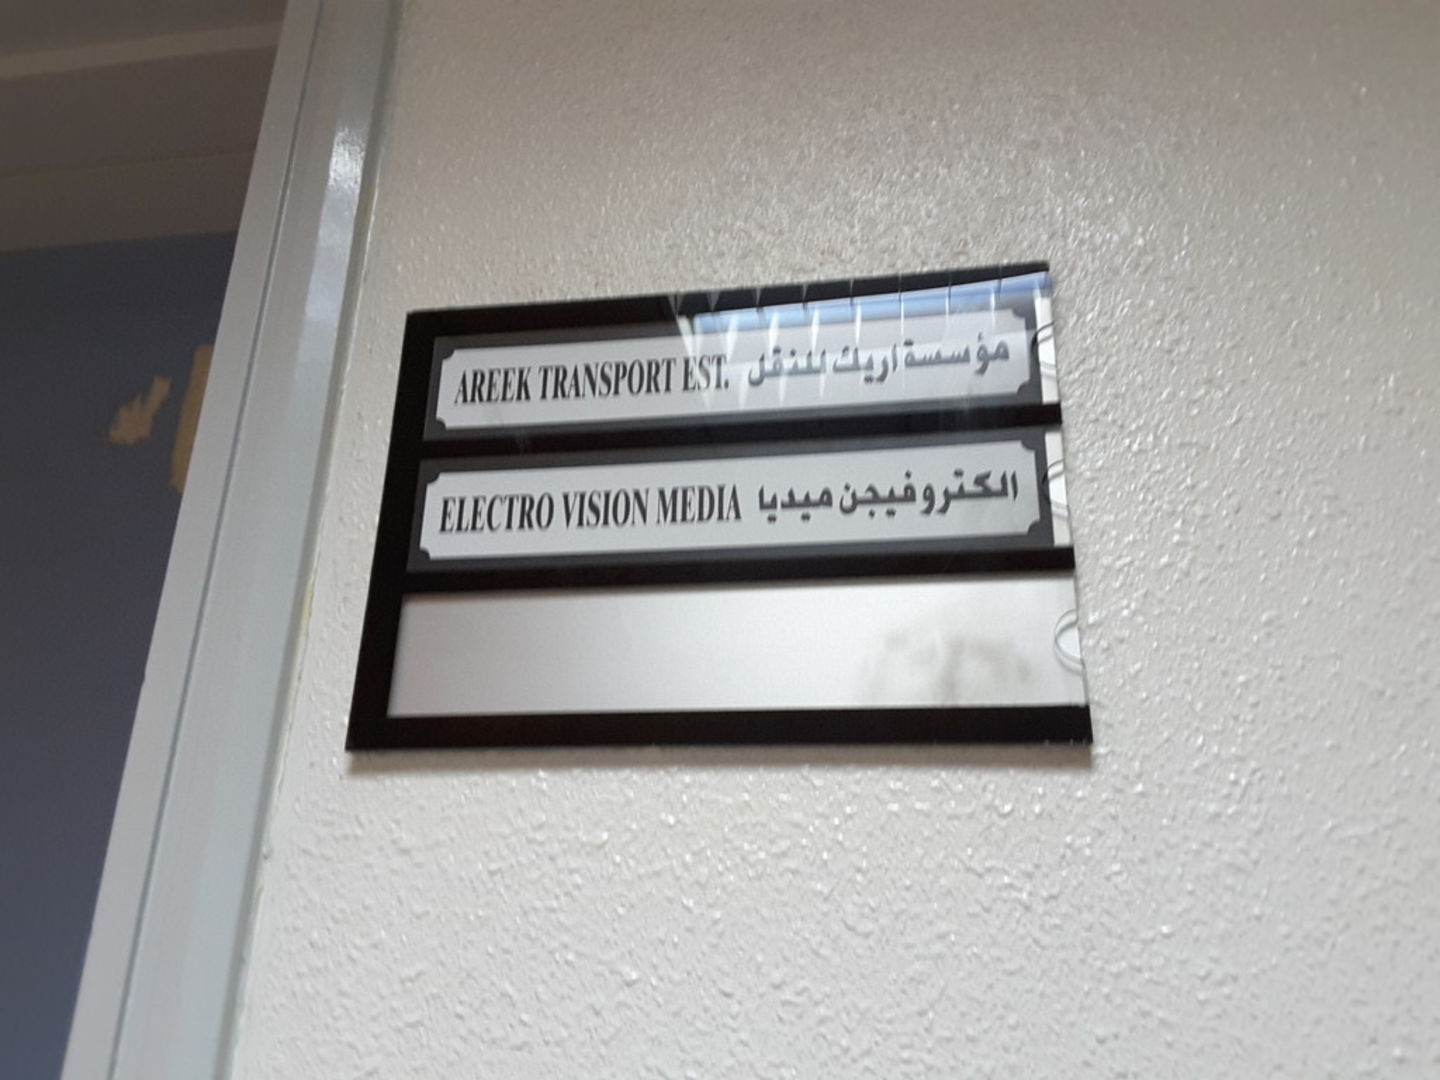 AREEK TRANSPORT EST. مؤسسة اريك للنقل
ELECTRO VISION MEDIA الكتروفيجن ميديا